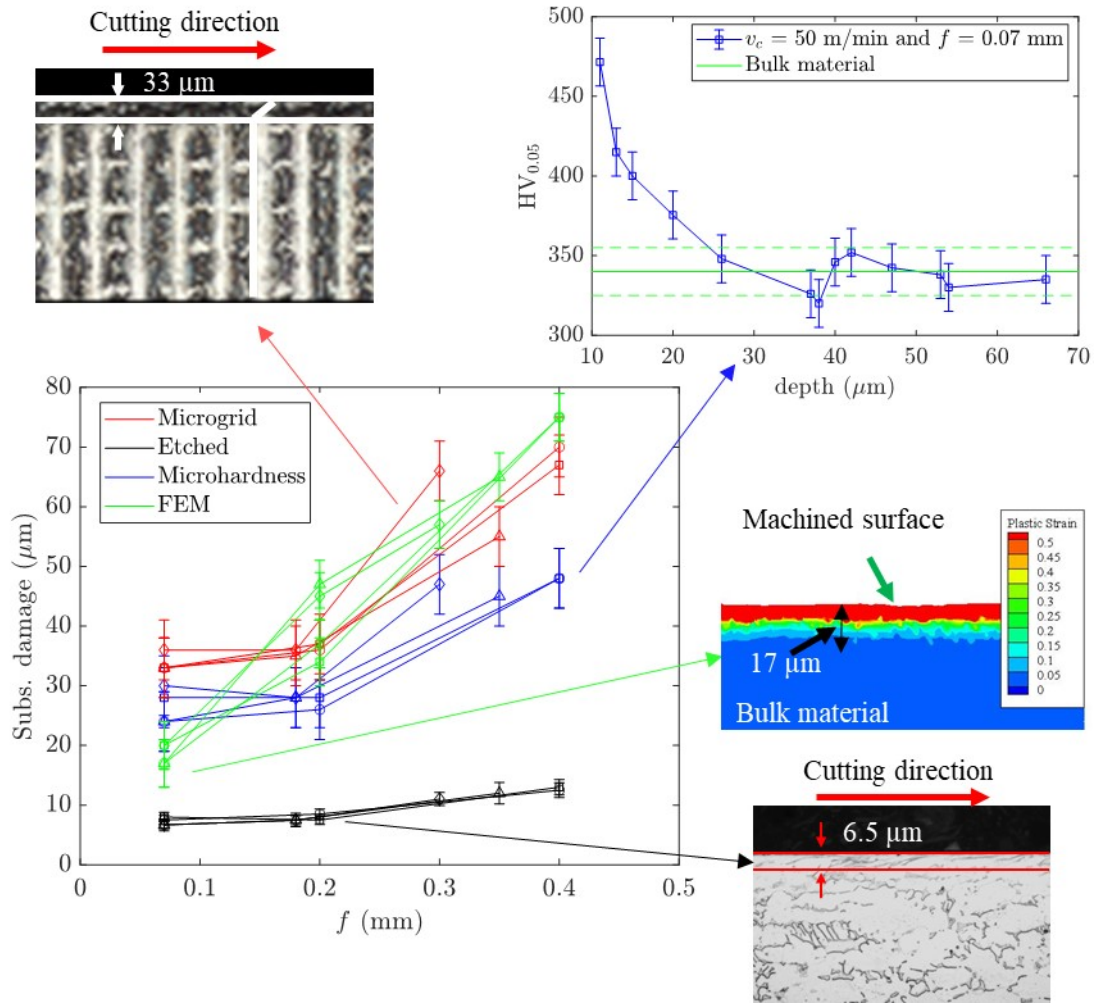 Cutting direction
33 µm
500
450
400
350
300
HV0.05
10
20
30
40
50
60
70
depth (µm)
vc = 50 m/min and f = 0.07 mm
Bulk material
80
70
60
50
40
30
20
10
0
Subs. damage (µm)
0
0.1
0.2
0.3
0.4
0.5
f (mm)
Microgrid
Etched
Microhardness
FEM
Machined surface
17 µm
Bulk material
Plastic Strain
0.5
0.45
0.4
0.35
0.3
0.25
0.2
0.15
0.1
0.05
0
Cutting direction
6.5 µm